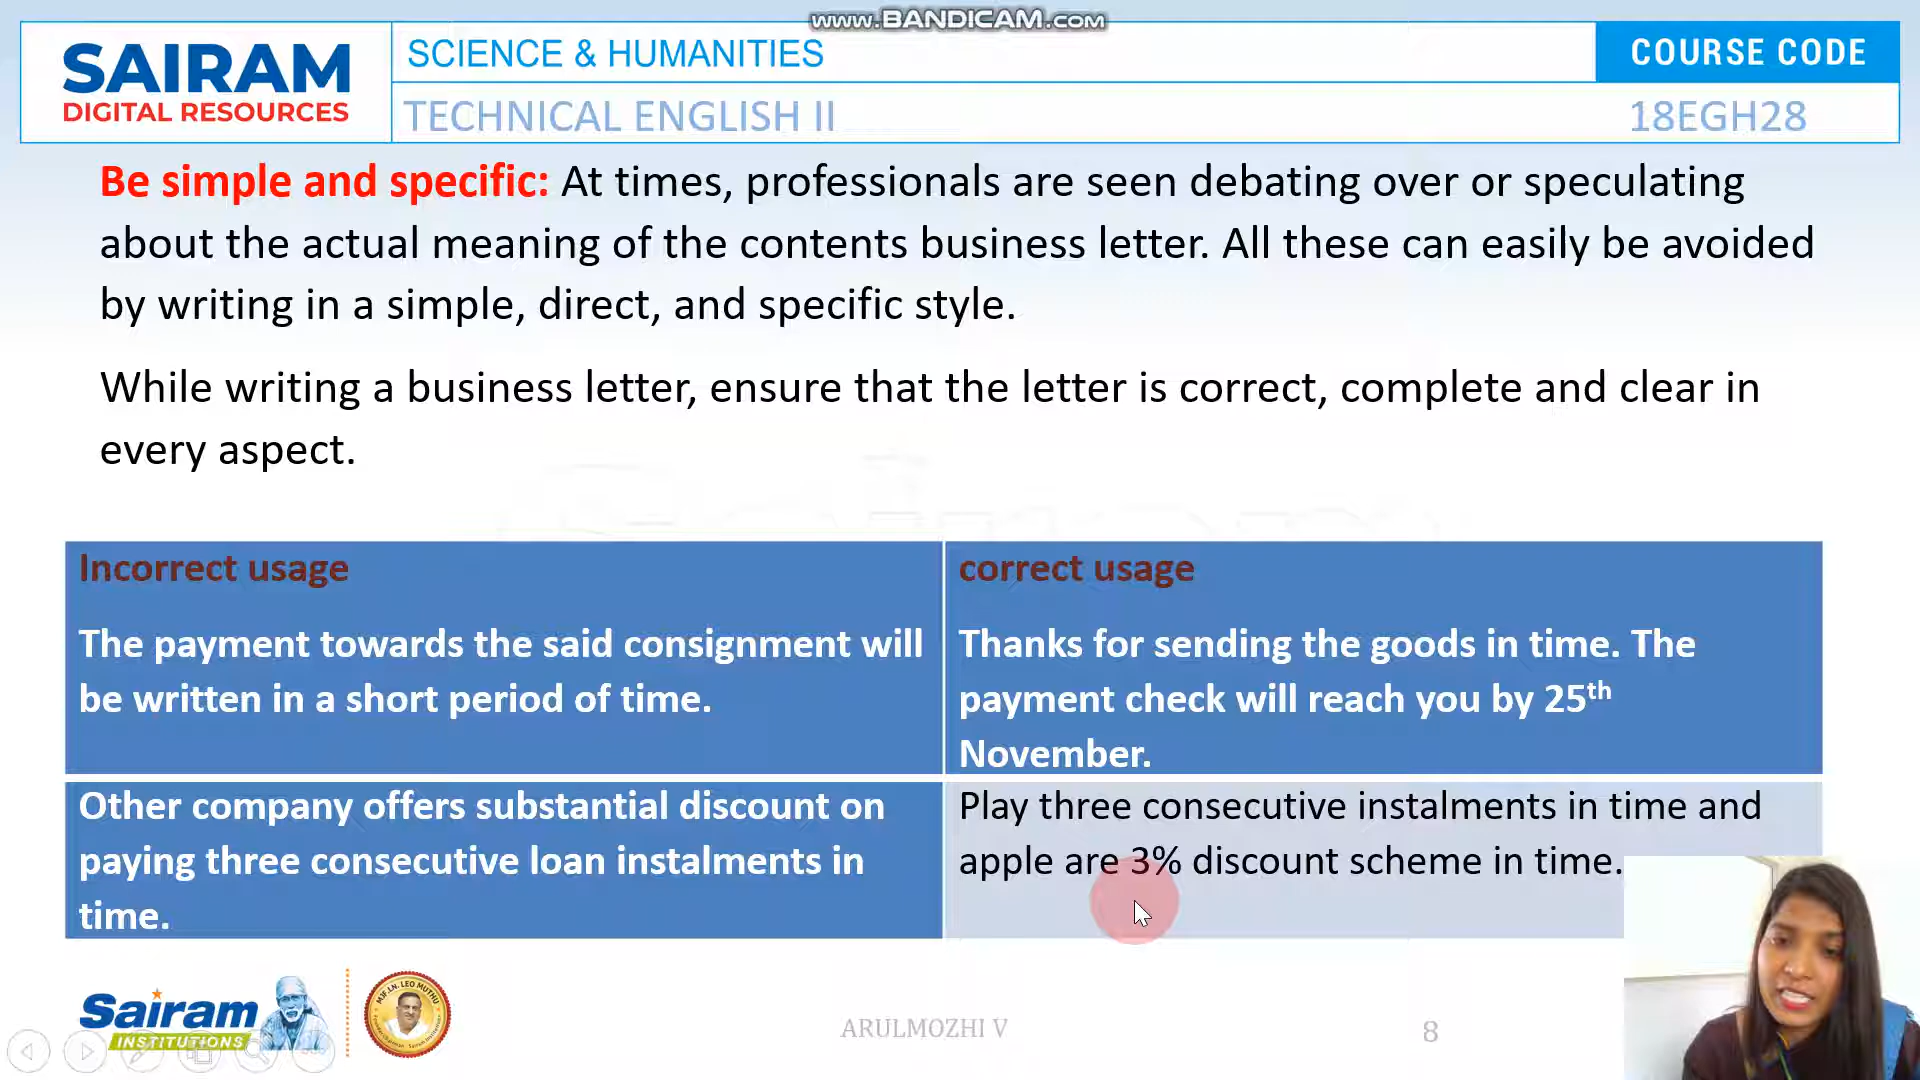 www.BANDICAM.com
SAIRAM
DIGITAL RESOURCES
SCIENCE & HUMANITIES
COURSE CODE
TECHNICAL ENGLISH II
18EGH28
Be simple and specific: At times, professionals are seen debating over or speculating
about the actual meaning of the contents business letter. All these can easily be avoided
by writing in a simple, direct, and specific style.
While writing a business letter, ensure that the letter is correct, complete and clear in
every aspect.
Incorrect usage
The payment towards the said consignment will
be written in a short period of time.
correct usage
Thanks for sending the goods in time. The
payment check will reach you by 25th
November.
Other company offers substantial discount on
paying three consecutive loan instalments in
time.
Play three consecutive instalments in time and
apple are 3% discount scheme in time.
Sairam
INSTITUTIONS
MJF.LN. LEO MUTHU
ARULMOZHI V
8